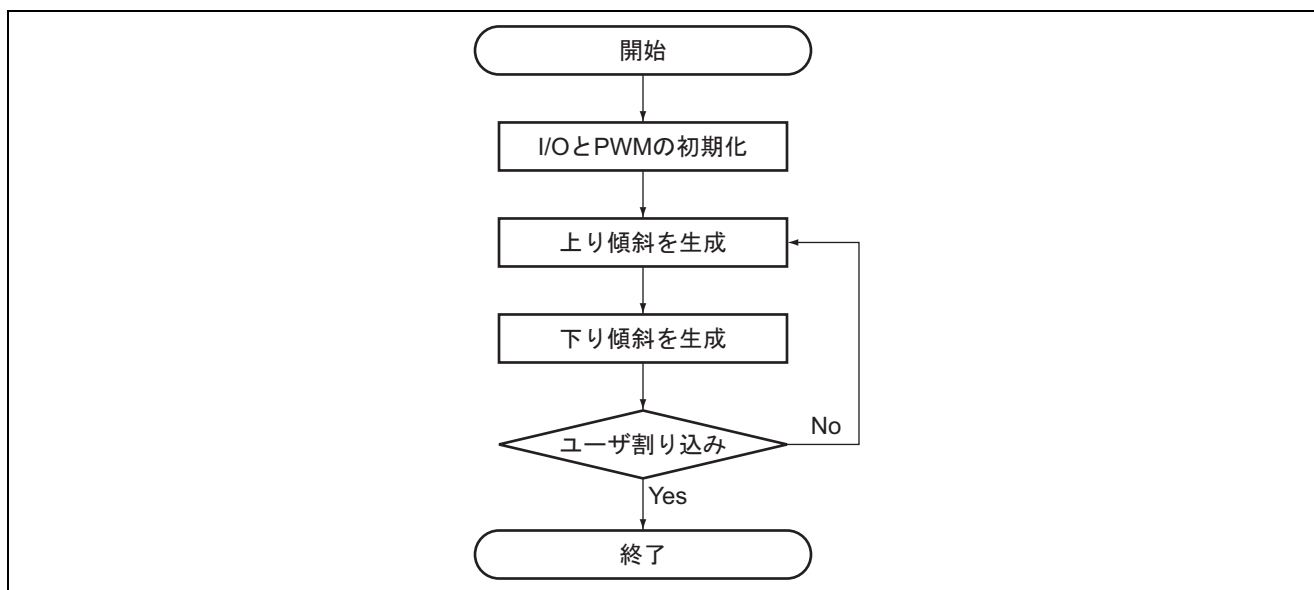 開始
I/OとPWMの初期化
上り傾斜を生成
下り傾斜を生成
ユーザ割り込み
No
Yes
終了